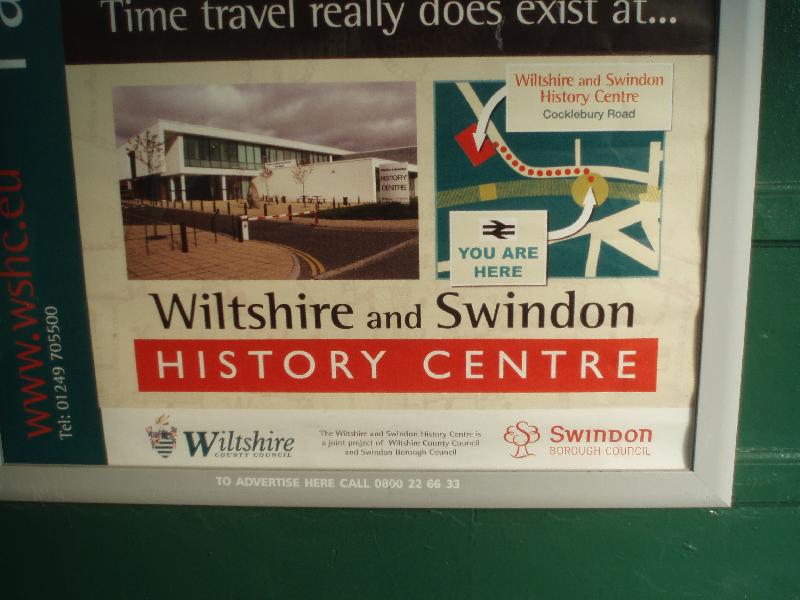 Time travel really does exist at...
Wiltshire and Swindon
History Centre
Cocklebury Road
HISTORY
CENTRE
YOU ARE
HERE
www.wshc.eu
Tel: 01249 705500
Wiltshire and Swindon
HISTORY CENTRE
Wiltshire
COUNTY COUNCIL
The Wiltshire and Swindon History Centre is
a joint project of Wiltshire County Council
and Swindon Borough Council
SWINDON
BOROUGH COUNCIL
TO ADVERTISE HERE CALL 0800 22 66 33